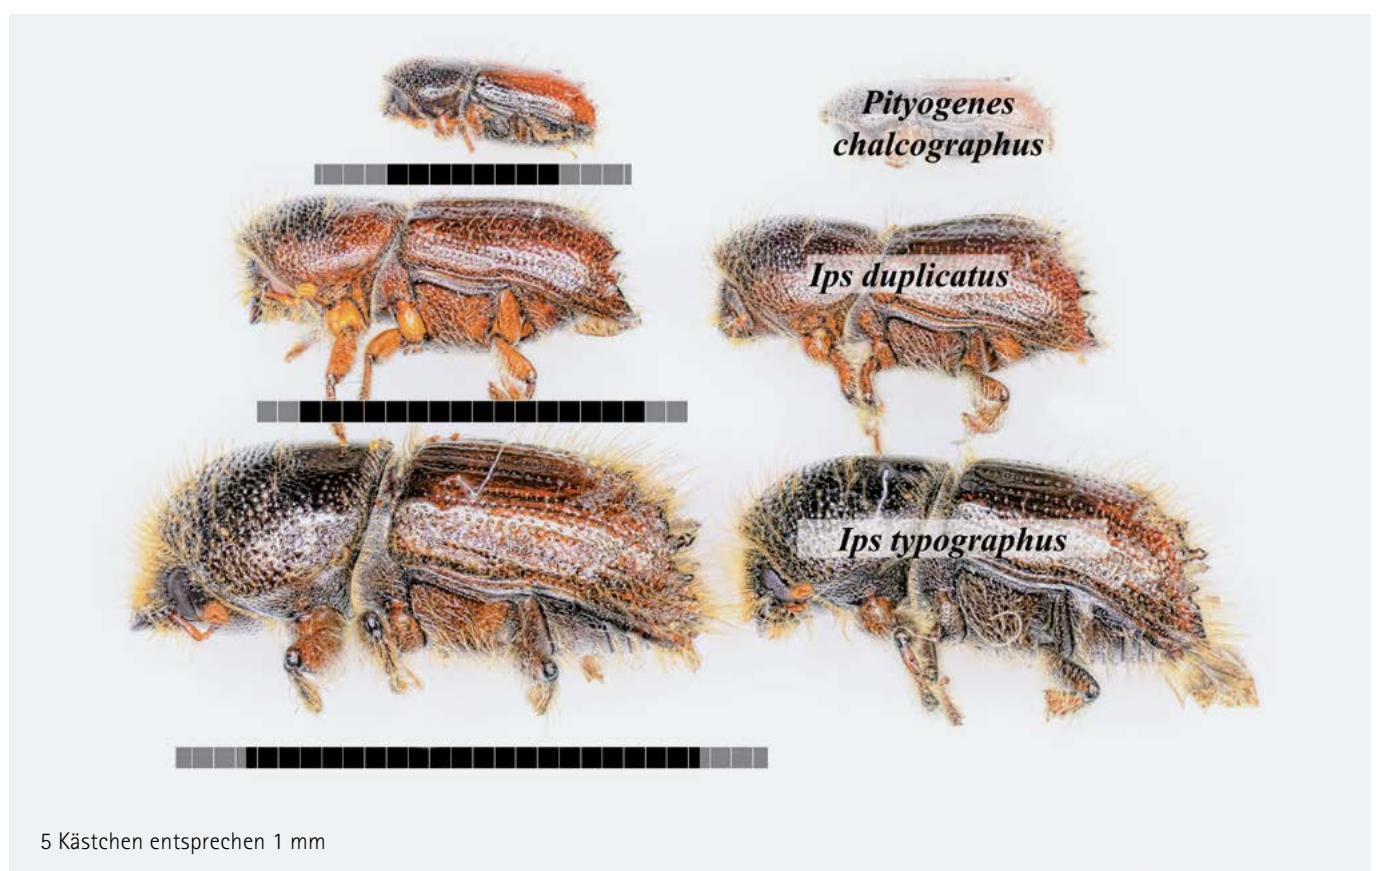 Pityogenes
chalcographus
Ips duplicatus
Ips typographus
5 Kästchen entsprechen 1 mm